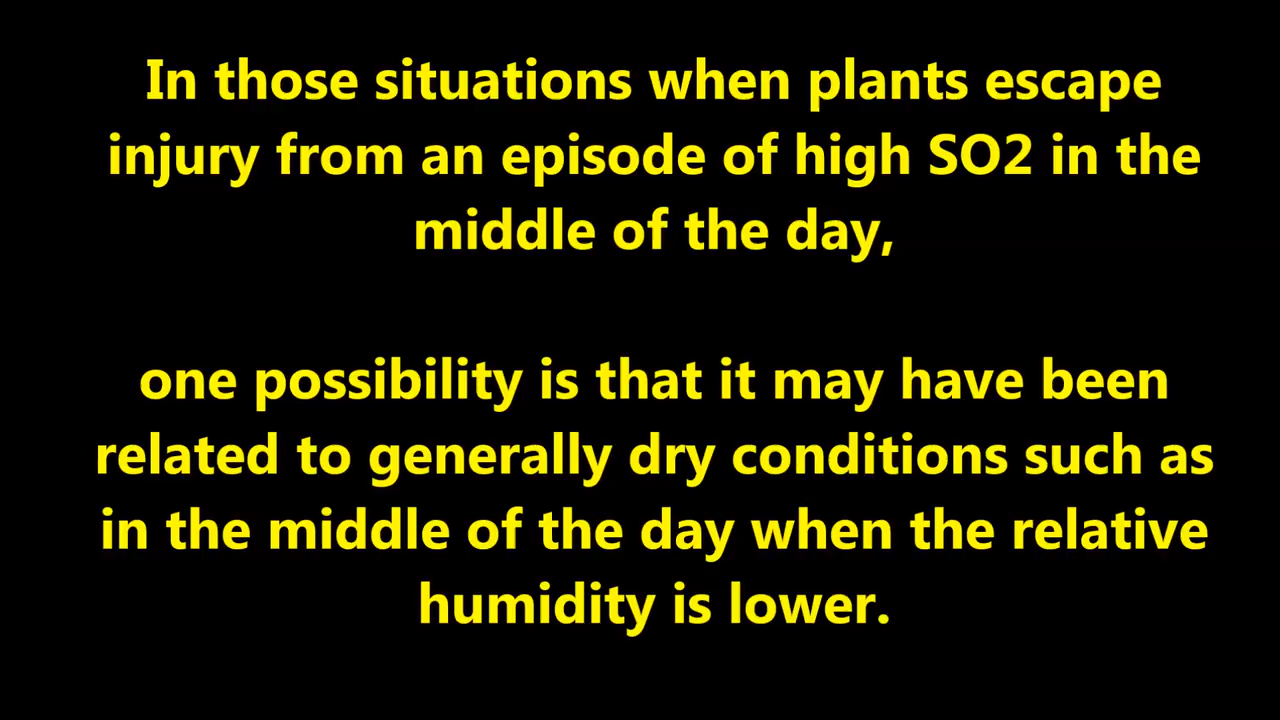 In those situations when plants escape
injury from an episode of high SO2 in the
middle of the day,
one possibility is that it may have been
related to generally dry conditions such as
in the middle of the day when the relative
humidity is lower.